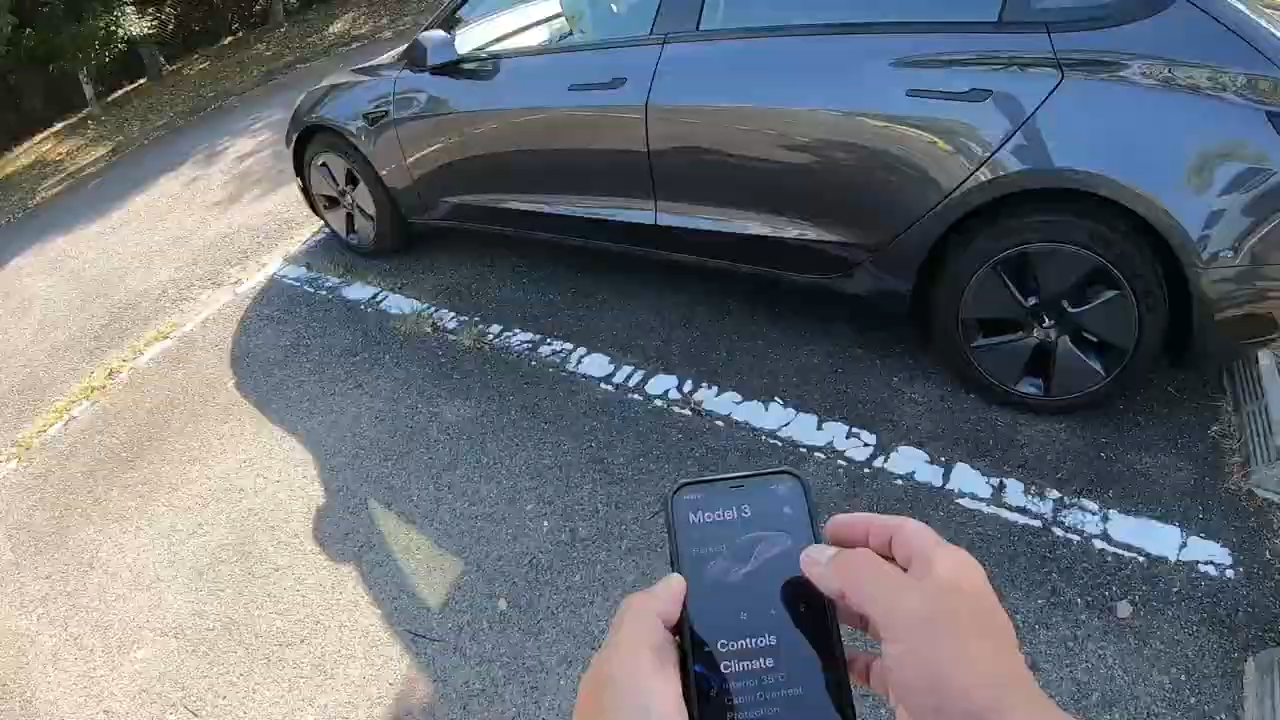 Model 3
Parked
Controls
Climate
Interior 35°C
Cabin Overheat
Protection